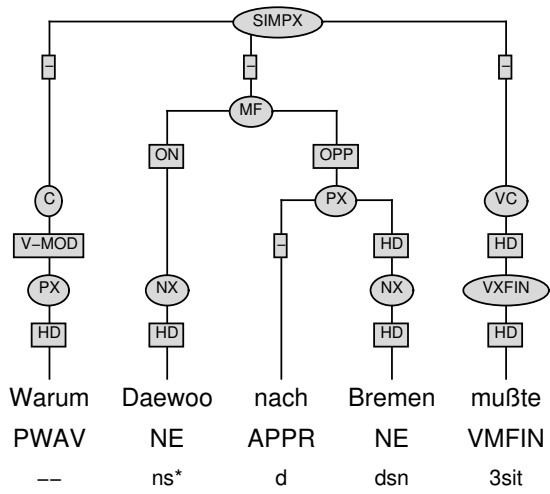 SIMPX
– – –
MF
ON OPP
C PX VC
V–MOD – HD HD
PX NX NX VXFIN
HD HD HD HD
Warum Daewoo nach Bremen mußte
PWAV NE APPR NE VMFIN
–– ns* d dsn 3sit